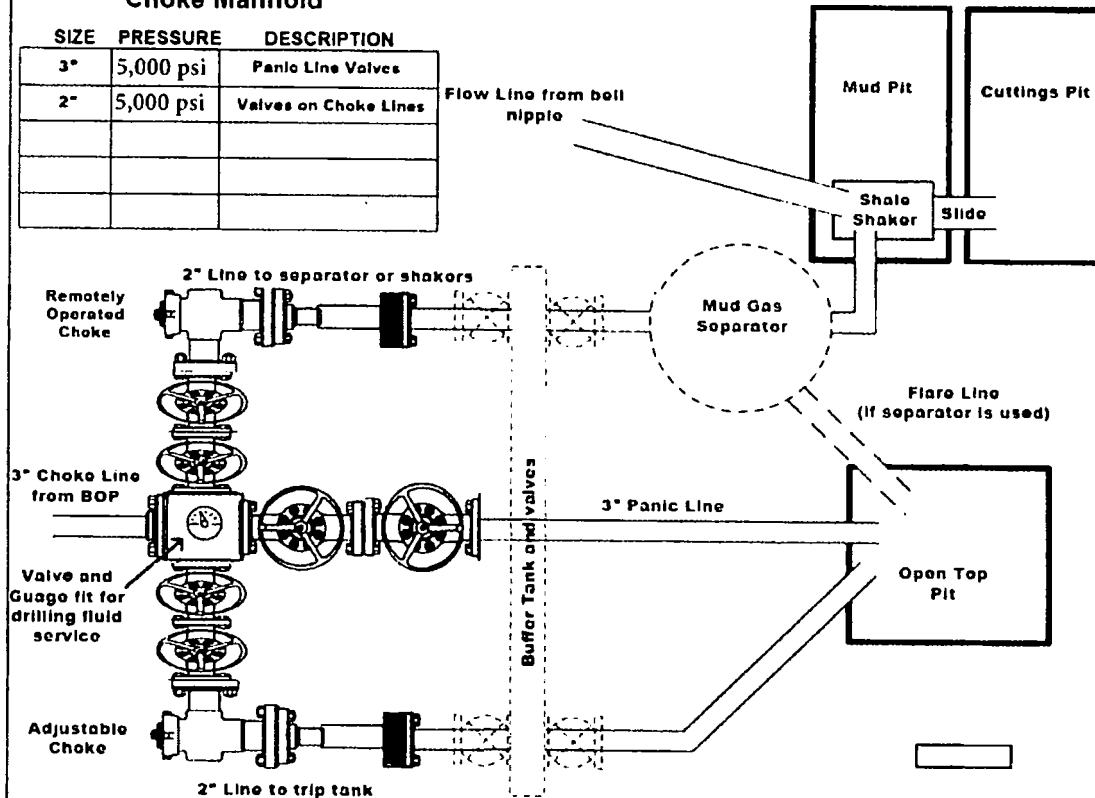 Choke Manifold
SIZE PRESSURE DESCRIPTION
3" 5,000 psi Panic Line Valves
2" 5,000 psi Valves on Choke Lines
Flow Line from bell
nipple
Mud Pit
Cuttings Pit
Shale
Shaker
Slide
2" Line to separator or shakers
Remotely
Operated
Choke
Mud Gas
Separator
Flare Line
(if separator is used)
3" Choke Line
from BOP
3" Panic Line
Buffer Tank and valves
Valve and
Guage fit for
drilling fluid
service
Open Top
Pit
Adjustable
Choke
2" Line to trip tank